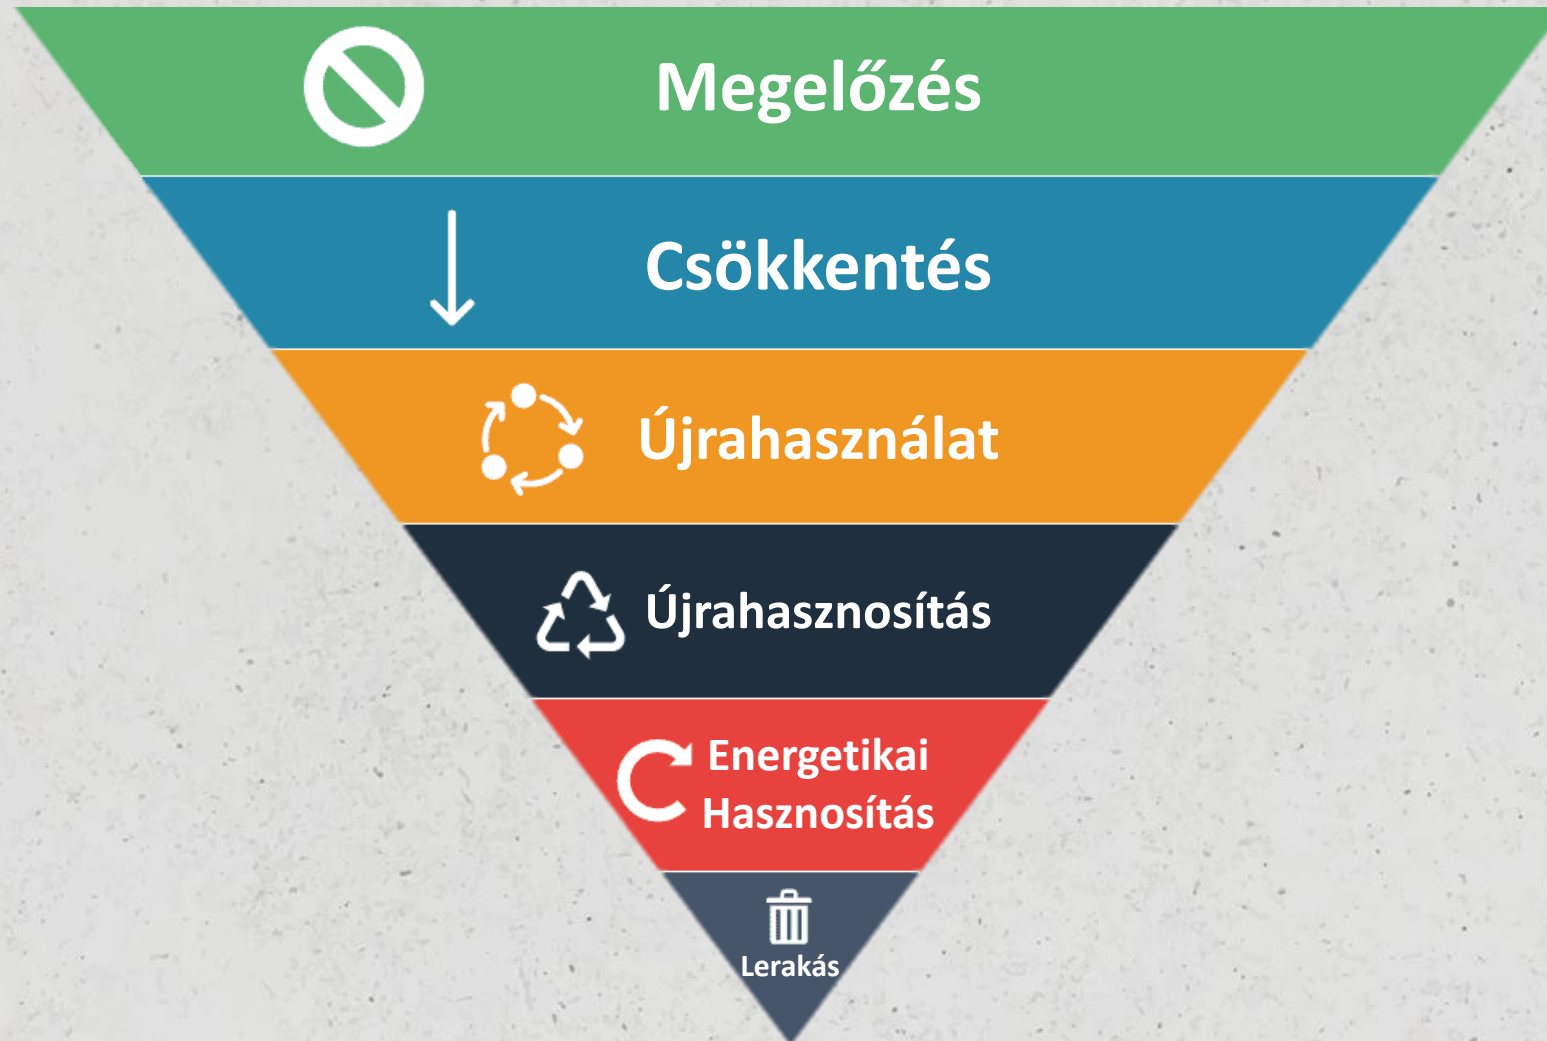 Megelőzés
Csökkentés
Újrahasználat
Újrahasznosítás
Energetikai
Hasznosítás
Lerakás